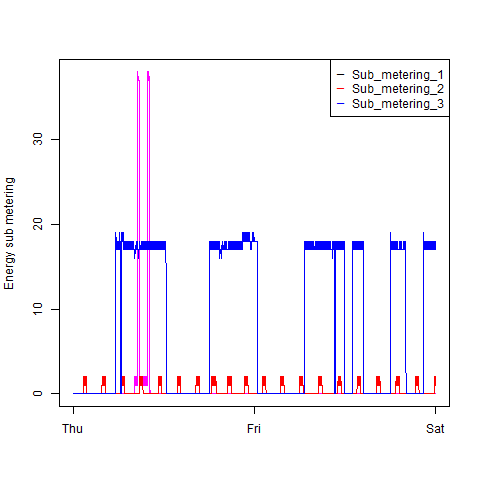 Sub_metering_1
Sub_metering_2
Sub_metering_3
Energy sub metering
30
20
10
0
Thu
Fri
Sat